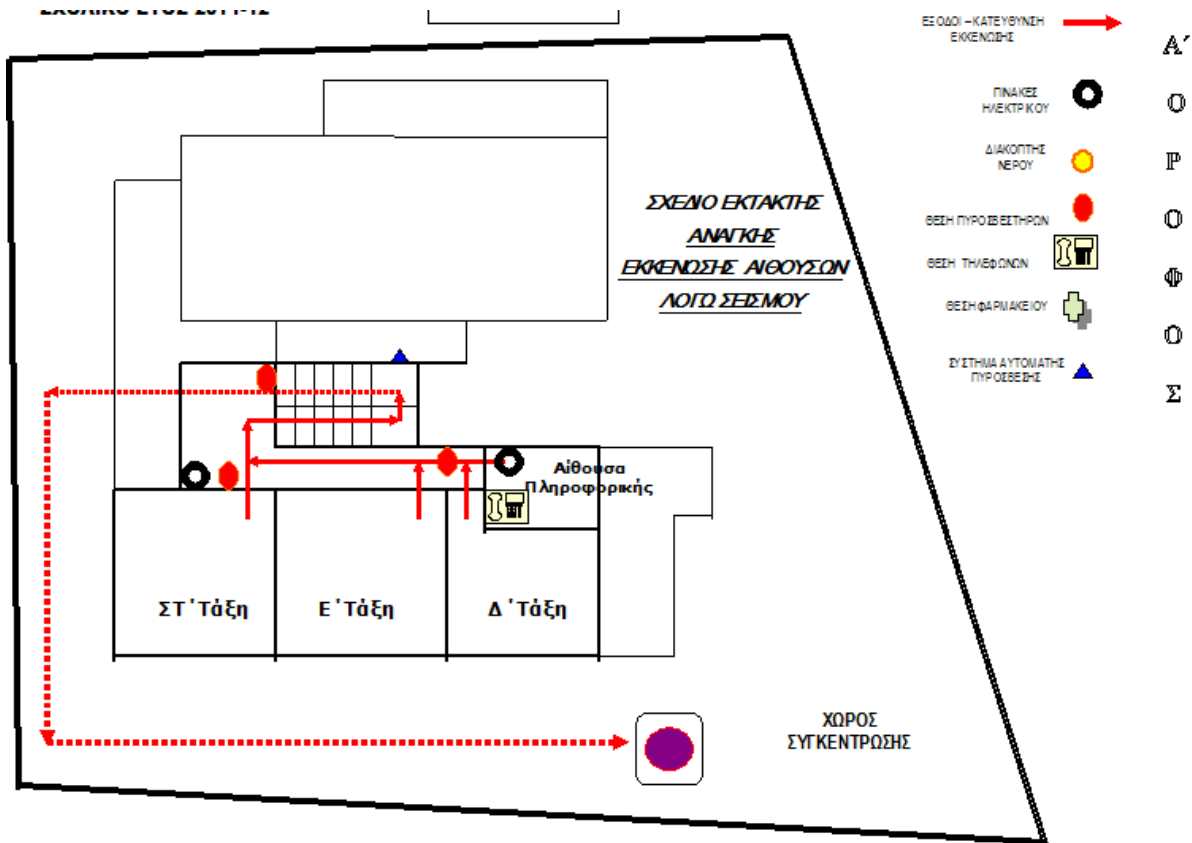 ΕΞΟΔΟΙ – ΚΑΤΕΥΘΥΝΣΗ
ΕΚΚΕΝΩΣΗΣ
ΠΙΝΑΚΕΣ
ΗΛΕΚΤΡΙΚΟΥ
ΔΙΑΚΟΠΤΗΣ
ΝΕΡΟΥ
ΘΕΣΗ ΠΥΡΟΣΒΕΣΤΗΡΩΝ
ΘΕΣΗ ΤΗΛΕΦΩΝΩΝ
ΘΕΣΗ ΦΑΡΜΑΚΕΙΟΥ
ΣΥΣΤΗΜΑ ΑΥΤΟΜΑΤΗΣ
ΠΥΡΟΣΒΕΣΗΣ
Α΄
Ο
Ρ
Ο
Φ
Ο
Σ
ΣΧΕΔΙΟ ΕΚΤΑΚΤΗΣ
ΑΝΑΓΚΗΣ
ΕΚΚΕΝΩΣΗΣ ΑΙΘΟΥΣΩΝ
ΛΟΓΩ ΣΕΙΣΜΟΥ
Αίθουσα
Πληροφορικής
ΣΤ΄Τάξη
Ε΄Τάξη
Δ΄Τάξη
ΧΩΡΟΣ
ΣΥΓΚΕΝΤΡΩΣΗΣ